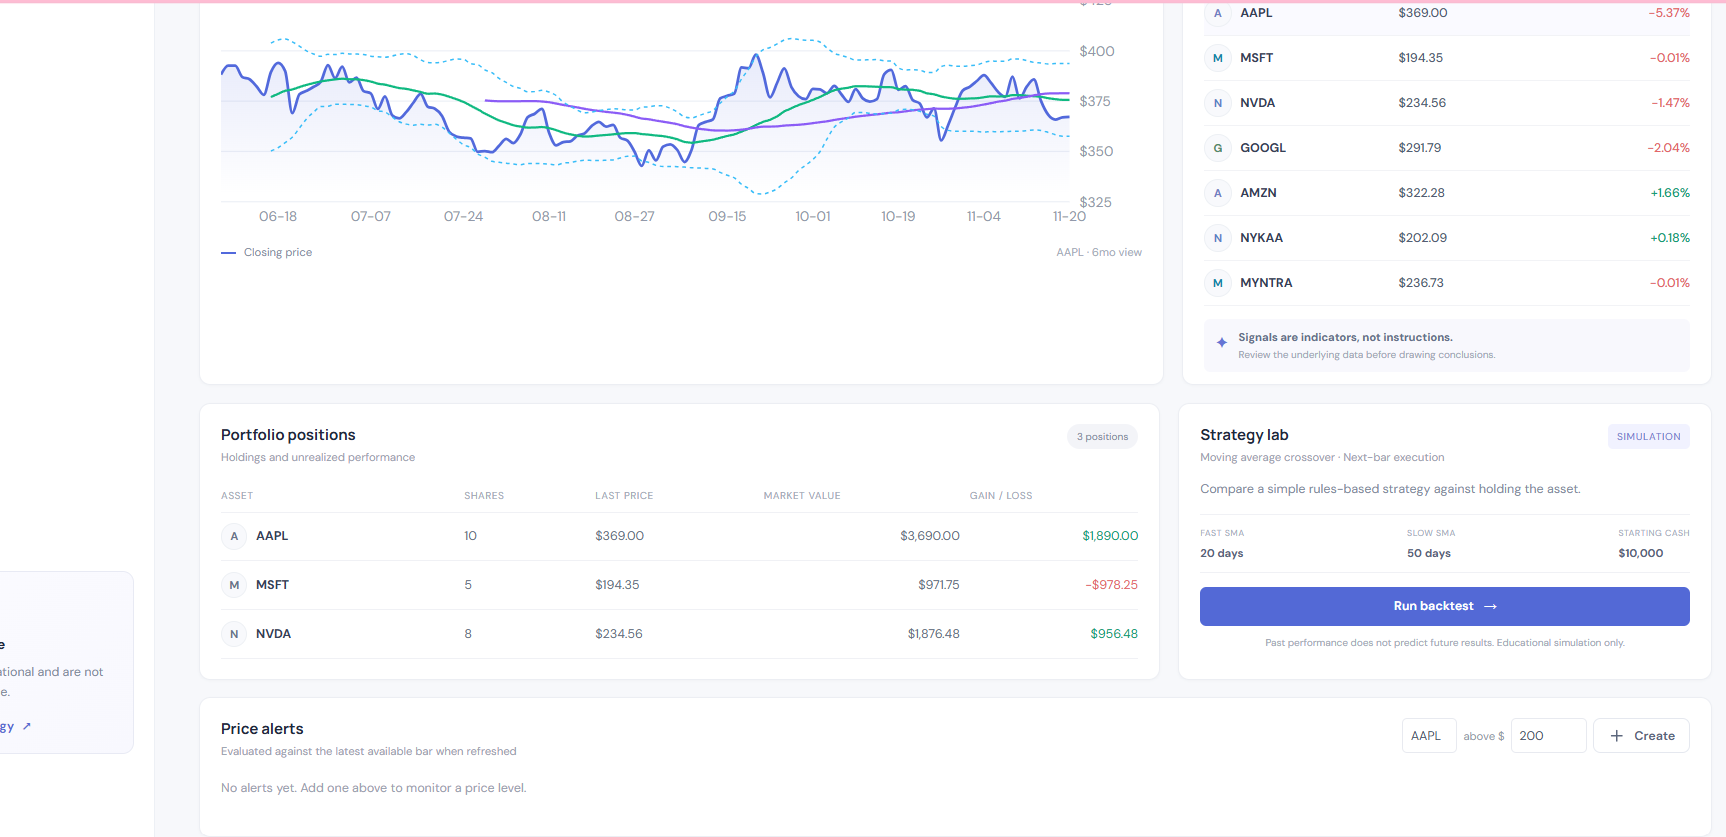 $400
$375
$350
$325
06-18 07-07 07-24 08-11 08-27 09-15 10-01 10-19 11-04 11-20
Closing price
AAPL · 6mo view
A AAPL $369.00 -5.37%
M MSFT $194.35 -0.01%
N NVDA $234.56 -1.47%
G GOOGL $291.79 -2.04%
A AMZN $322.28 +1.66%
N NYKAA $202.09 +0.18%
M MYNTRA $236.73 -0.01%
Signals are indicators, not instructions.
Review the underlying data before drawing conclusions.
Portfolio positions
3 positions
Holdings and unrealized performance
ASSET SHARES LAST PRICE MARKET VALUE GAIN / LOSS
A AAPL 10 $369.00 $3,690.00 $1,890.00
M MSFT 5 $194.35 $971.75 -$978.25
N NVDA 8 $234.56 $1,876.48 $956.48
Strategy lab
SIMULATION
Moving average crossover · Next-bar execution
Compare a simple rules-based strategy against holding the asset.
FAST SMA SLOW SMA STARTING CASH
20 days 50 days $10,000
Run backtest →
Past performance does not predict future results. Educational simulation only.
ational and are not
e.
gy ↗
Price alerts
Evaluated against the latest available bar when refreshed
AAPL above $ 200 + Create
No alerts yet. Add one above to monitor a price level.